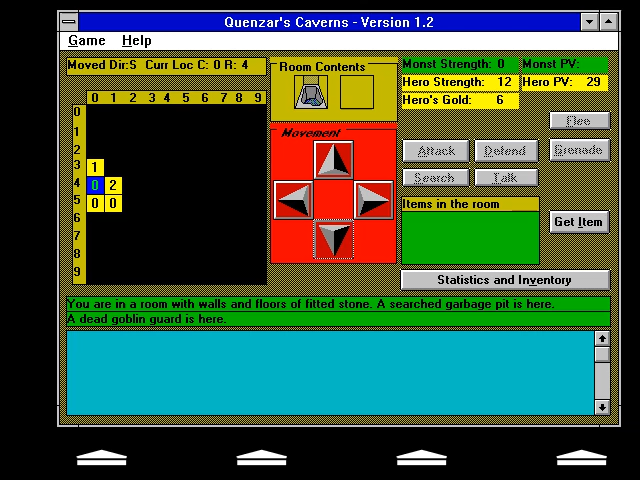 Quenzar's Caverns - Version 1.2
Game Help
Moved Dir:S Curr Loc C: 0 R: 4
Room Contents
Monst Strength: 0 Monst PV:
Hero Strength: 12 Hero PV: 29
Hero's Gold: 6
0 1 2 3 4 5 6 7 8 9
0
1
2
3 1
4 0 2
5 0 0
6
7
8
9
Movement
Flee
Attack Defend Grenade
Search Talk
Items in the room
Get Item
Statistics and Inventory
You are in a room with walls and floors of fitted stone. A searched garbage pit is here.
A dead goblin guard is here.